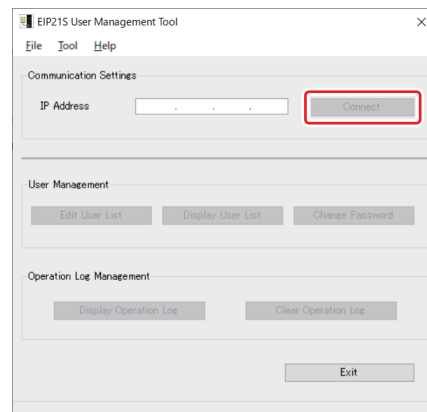 EIP21S User Management Tool
File Tool Help
Communication Settings
IP Address . . . Connect
User Management
Edit User List Display User List Change Password
Operation Log Management
Display Operation Log Clear Operation Log
Exit